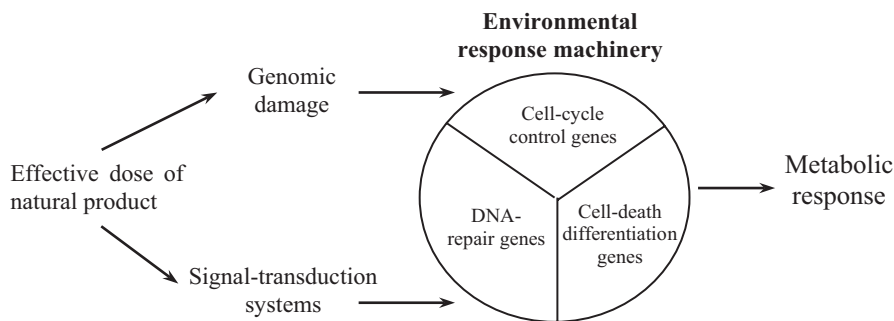 Environmental
response machinery
Genomic
damage
Cell-cycle
control genes
Effective dose of
natural product
Metabolic
response
DNA-
repair genes
Cell-death
differentiation
genes
Signal-transduction
systems